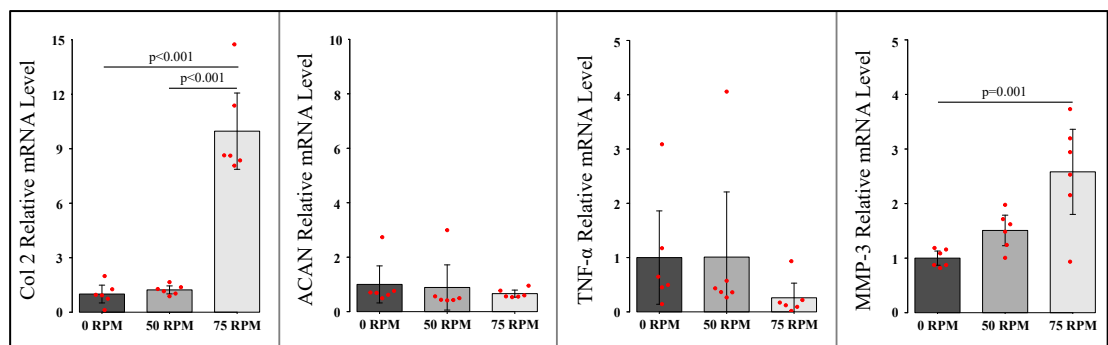 Col 2 Relative mRNA Level
15
12
9
6
3
0
p<0.001
p<0.001
0 RPM 50 RPM 75 RPM
ACAN Relative mRNA Level
10
8
6
4
2
0
0 RPM 50 RPM 75 RPM
TNF-α Relative mRNA Level
5
4
3
2
1
0
0 RPM 50 RPM 75 RPM
MMP-3 Relative mRNA Level
5
4
3
2
1
0
p=0.001
0 RPM 50 RPM 75 RPM